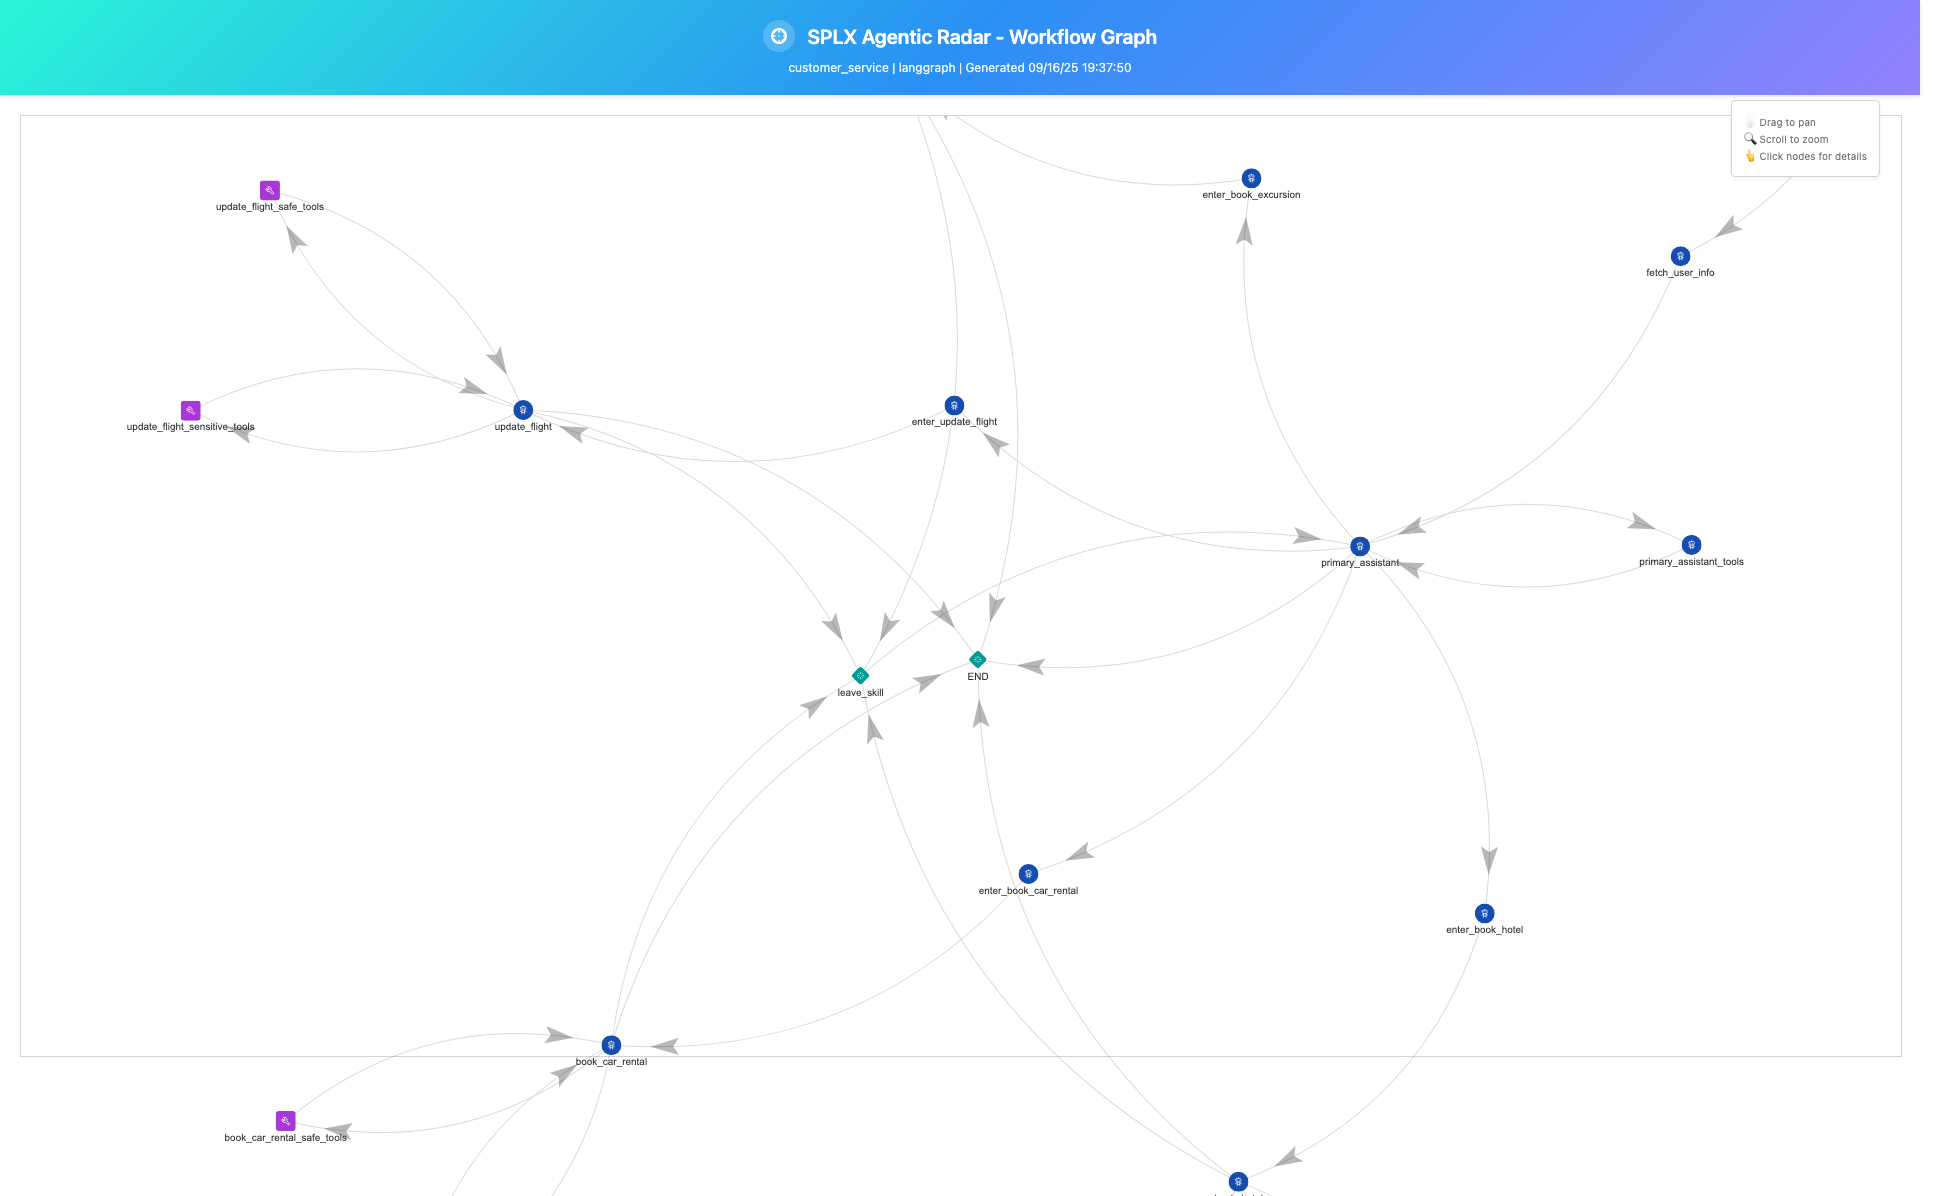 SPLX Agentic Radar - Workflow Graph
customer_service | langgraph | Generated 09/16/25 19:37:50
Drag to pan
Scroll to zoom
Click nodes for details
update_flight_safe_tools
enter_book_excursion
fetch_user_info
update_flight_sensitive_tools
update_flight
enter_update_flight
primary_assistant
primary_assistant_tools
leave_skill
END
enter_book_car_rental
enter_book_hotel
book_car_rental
book_car_rental_safe_tools